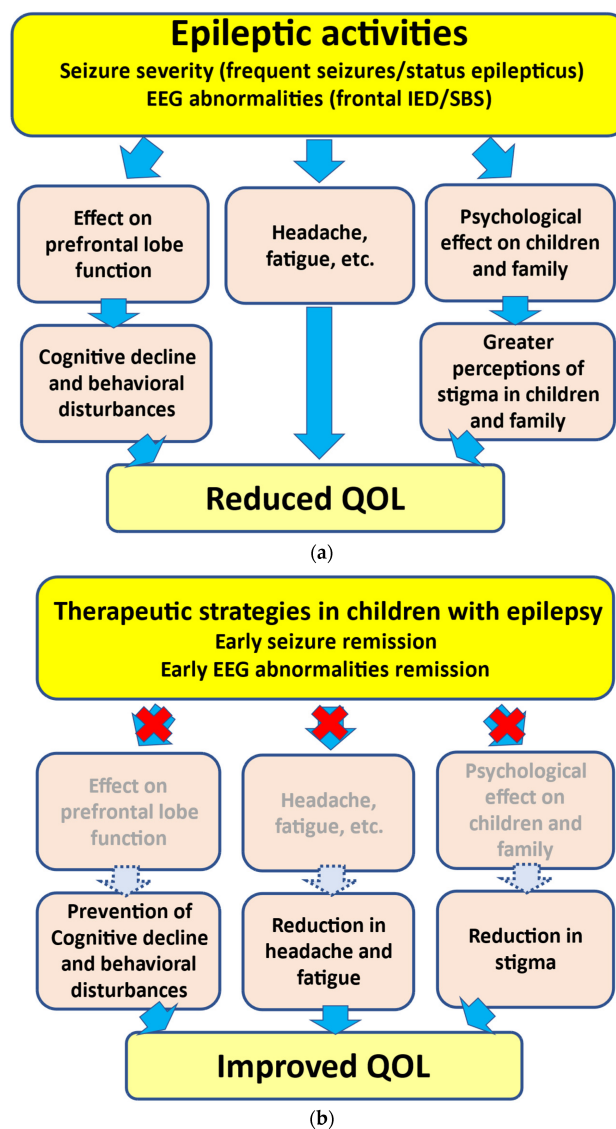 Epileptic activities
Seizure severity (frequent seizures/status epilepticus)
EEG abnormalities (frontal IED/SBS)
Effect on
prefrontal lobe
function
Headache,
fatigue, etc.
Psychological
effect on children
and family
Cognitive decline
and behavioral
disturbances
Greater
perceptions of
stigma in children
and family
Reduced QOL
(a)
Therapeutic strategies in children with epilepsy
Early seizure remission
Early EEG abnormalities remission
Effect on
prefrontal lobe
function
Headache,
fatigue, etc.
Psychological
effect on
children and
family
Prevention of
Cognitive decline
and behavioral
disturbances
Reduction in
headache and
fatigue
Reduction in
stigma
Improved QOL
(b)